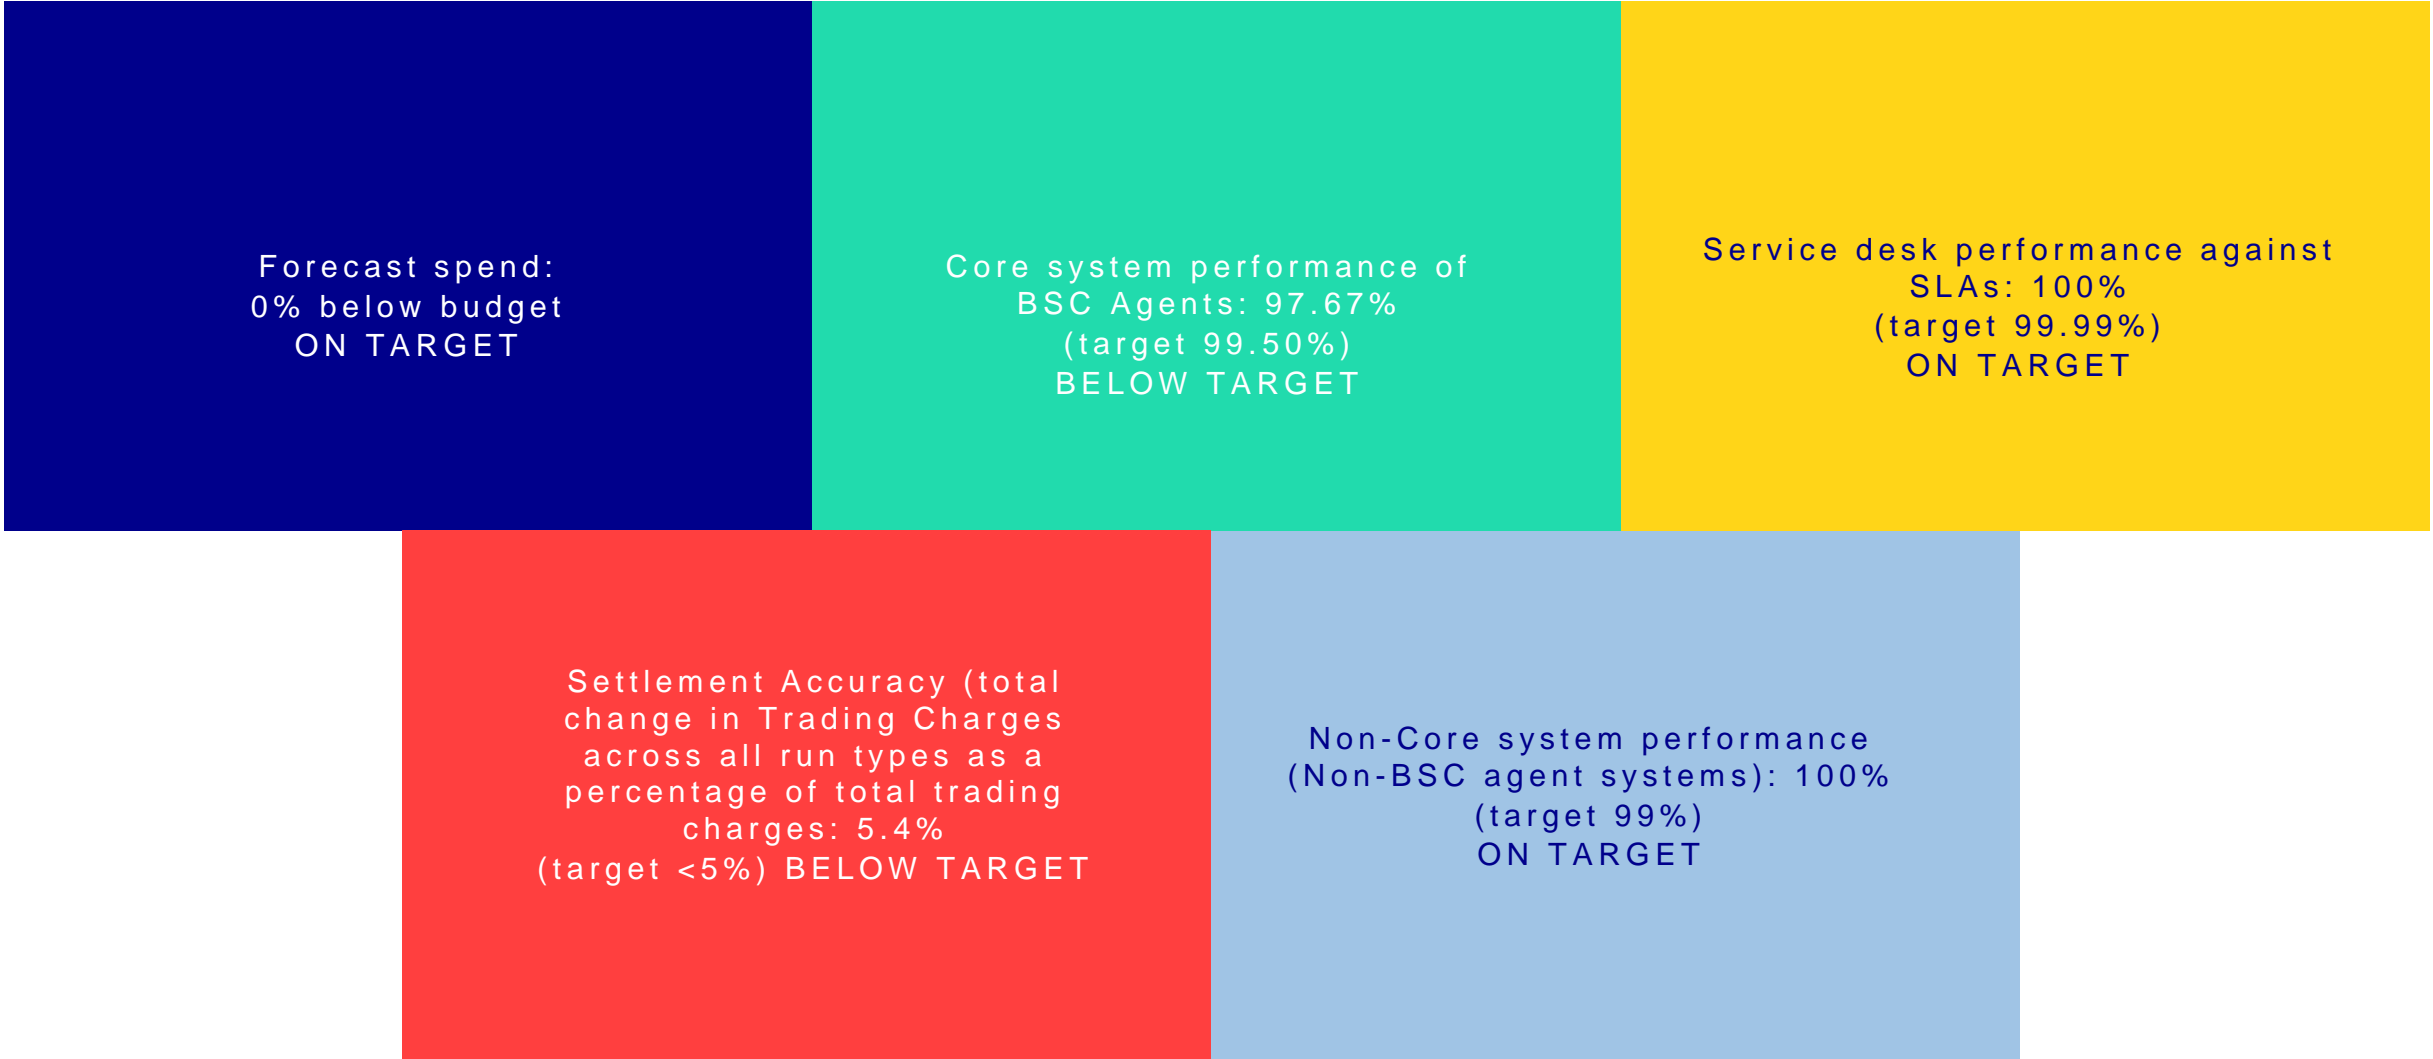 Forecast spend:
0% below budget
ON TARGET
Core system performance of
BSC Agents: 97.67%
(target 99.50%)
BELOW TARGET
Service desk performance against
SLAs: 100%
(target 99.99%)
ON TARGET
Settlement Accuracy (total
change in Trading Charges
across all run types as a
percentage of total trading
charges: 5.4%
(target <5%) BELOW TARGET
Non-Core system performance
(Non-BSC agent systems): 100%
(target 99%)
ON TARGET